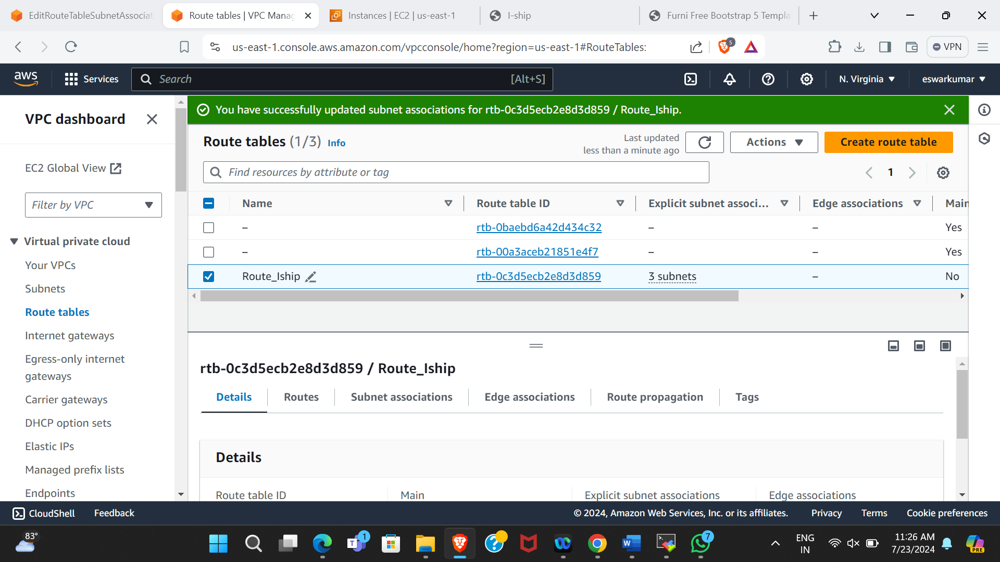 EditRouteTableSubnetAssociat
Route tables | VPC Manag
Instances | EC2 | us-east-1
I-ship
Furni Free Bootstrap 5 Templa
us-east-1.console.aws.amazon.com/vpcconsole/home?region=us-east-1#RouteTables:
5
VPN
aws
Services
Search
[Alt+S]
N. Virginia
eswarkumar
VPC dashboard
You have successfully updated subnet associations for rtb-0c3d5ecb2e8d3d859 / Route_Iship.
EC2 Global View
Filter by VPC
Virtual private cloud
Your VPCs
Subnets
Route tables
Internet gateways
Egress-only internet
gateways
Carrier gateways
DHCP option sets
Elastic IPs
Managed prefix lists
Endpoints
Route tables (1/3) Info
Last updated
less than a minute ago
Actions
Create route table
Find resources by attribute or tag
1
Name Route table ID Explicit subnet associ... Edge associations Main
– rtb-0baebd6a42d434c32 – – Yes
– rtb-00a3aceb21851e4f7 – – Yes
Route_Iship rtb-0c3d5ecb2e8d3d859 3 subnets – No
rtb-0c3d5ecb2e8d3d859 / Route_Iship
Details Routes Subnet associations Edge associations Route propagation Tags
Details
Route table ID Main Explicit subnet associations Edge associations
CloudShell Feedback © 2024, Amazon Web Services, Inc. or its affiliates. Privacy Terms Cookie preferences
83°
1
7
ENG
IN
11:26 AM
7/23/2024
PRE